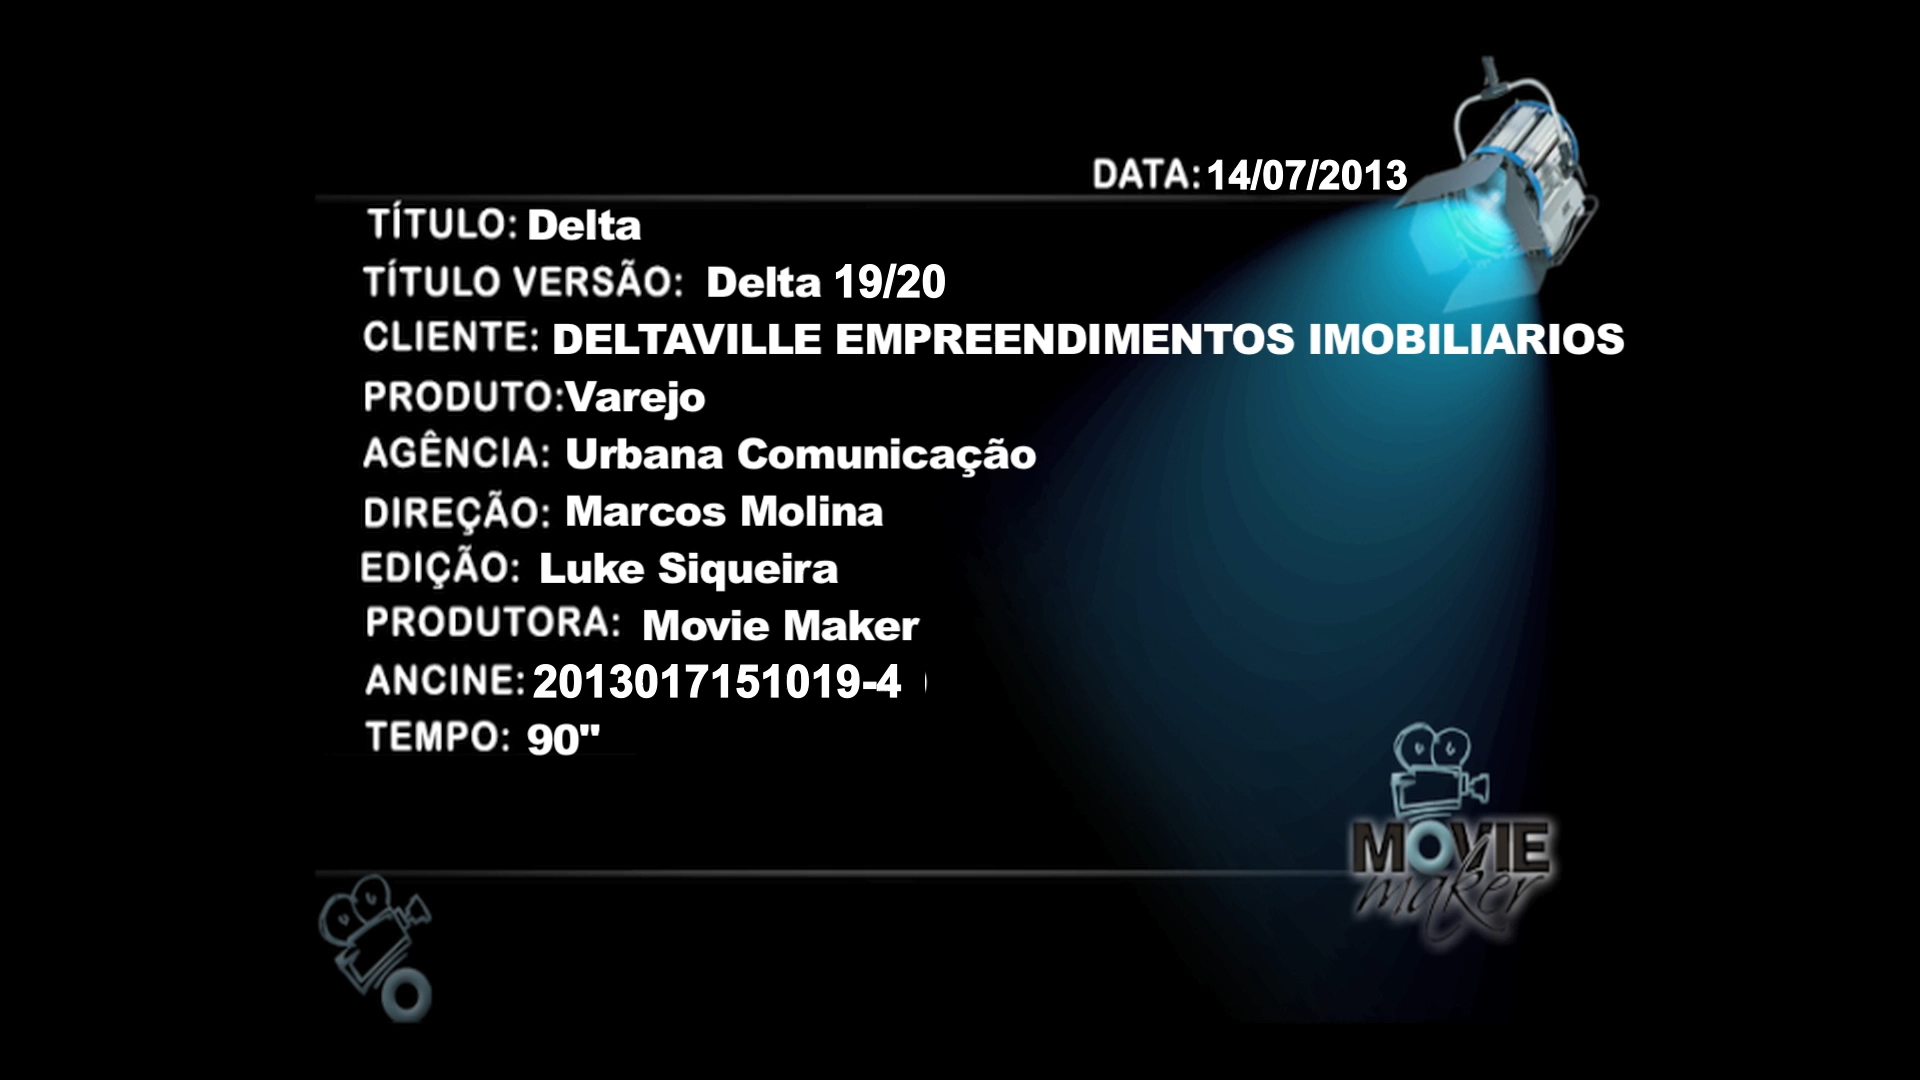 DATA: 14/07/2013
TÍTULO: Delta
TÍTULO VERSÃO: Delta 19/20
CLIENTE: DELTAVILLE EMPREENDIMENTOS IMOBILIARIOS
PRODUTO: Varejo
AGÊNCIA: Urbana Comunicação
DIREÇÃO: Marcos Molina
EDIÇÃO: Luke Siqueira
PRODUTORA: Movie Maker
ANCINE: 2013017151019-4
TEMPO: 90"
MOVIE
maker